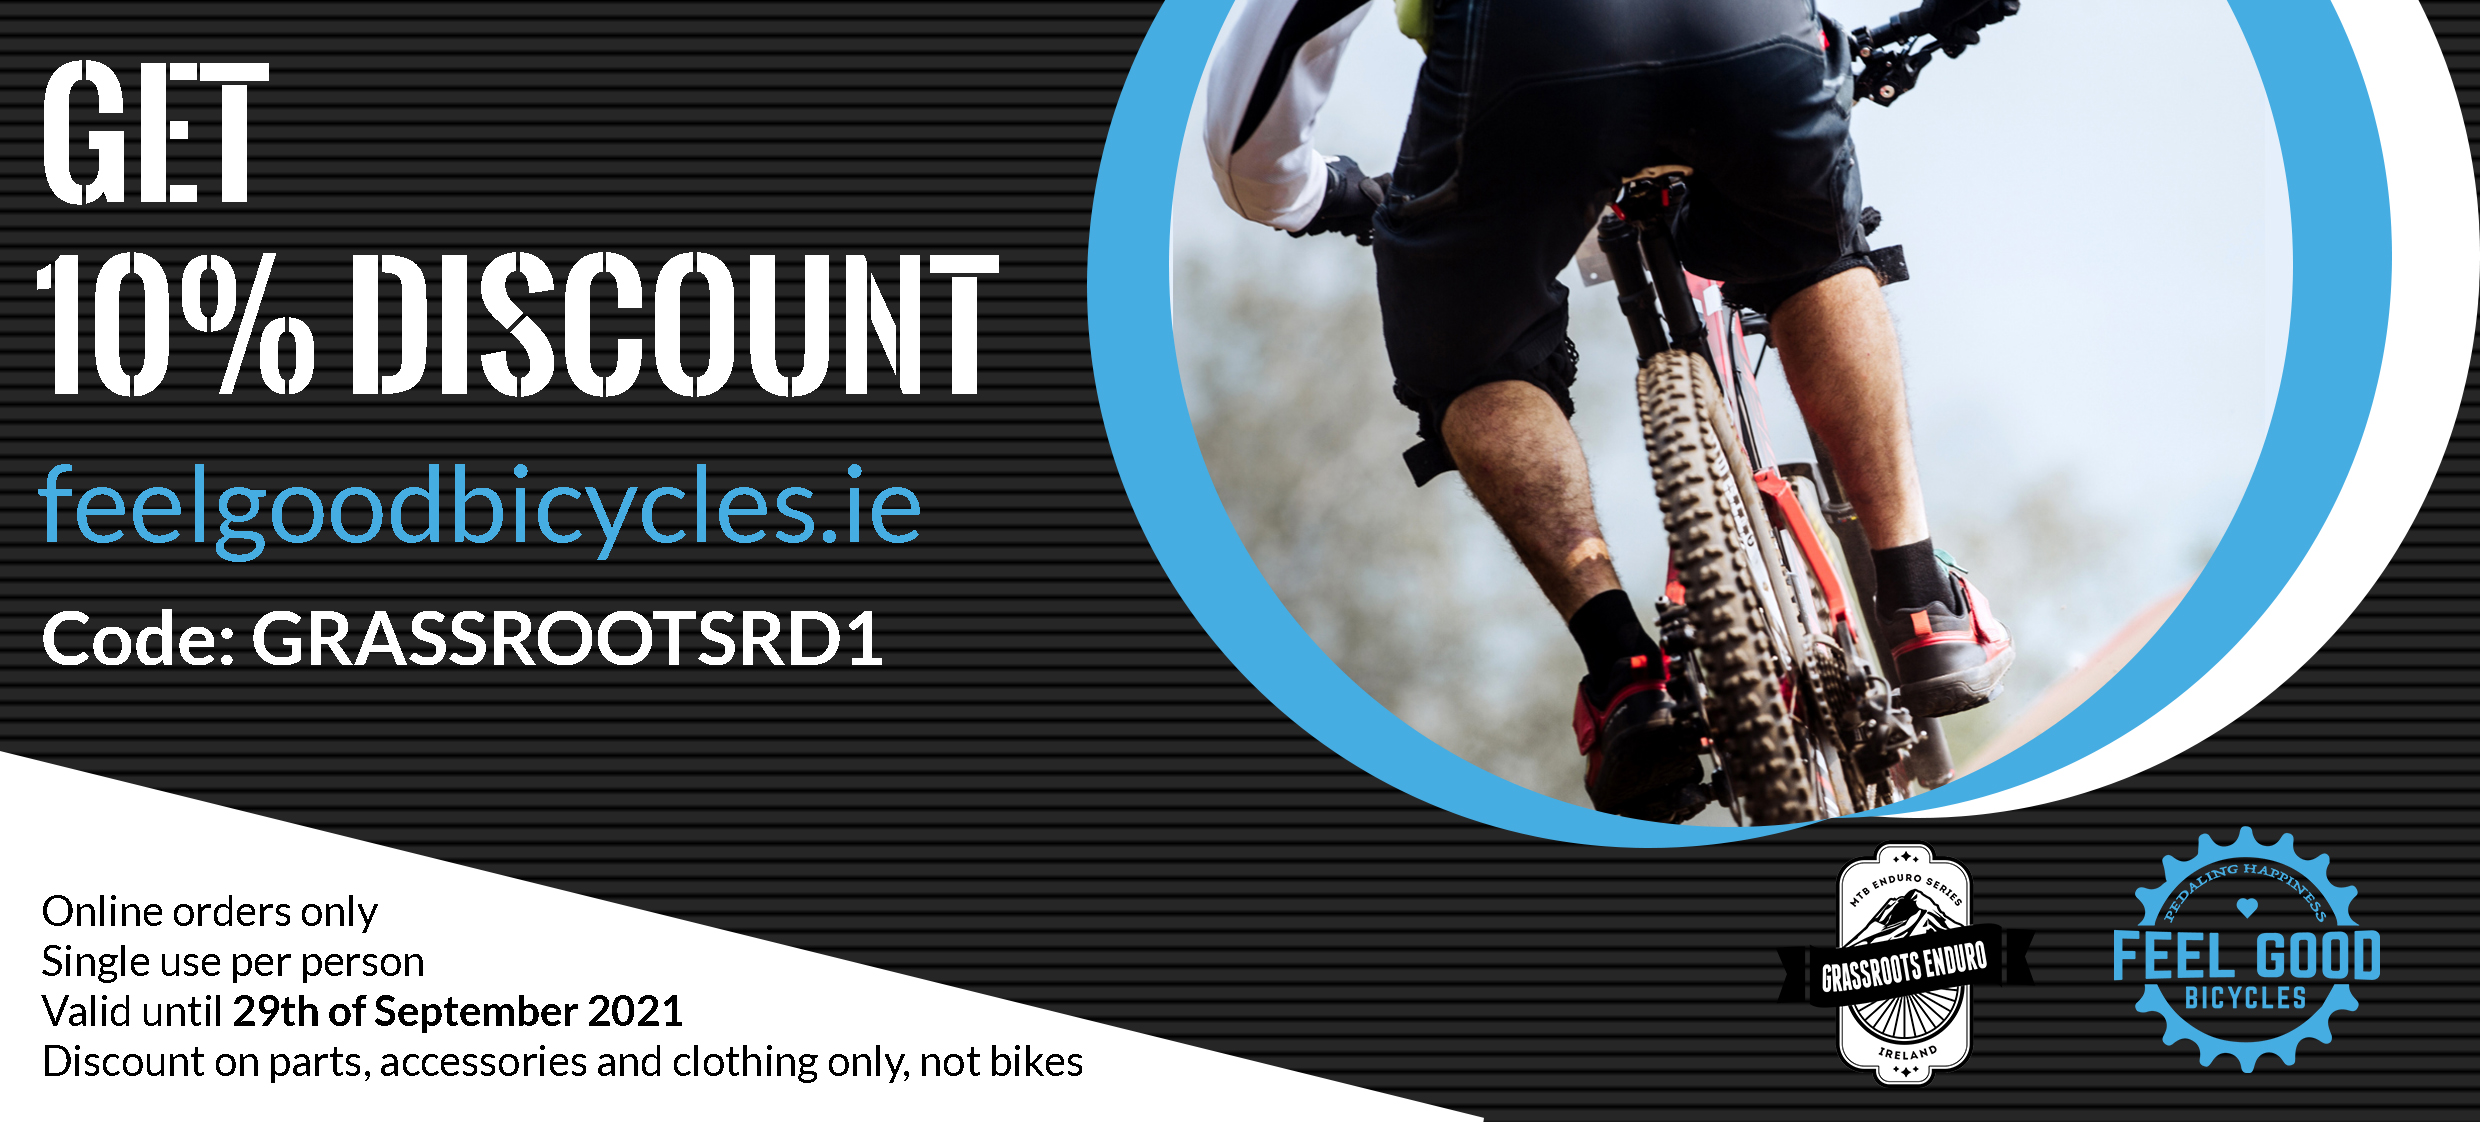 GET
10% DISCOUNT
feelgoodbicycles.ie
Code: GRASSROOTSRD1
Online orders only
Single use per person
Valid until 29th of September 2021
Discount on parts, accessories and clothing only, not bikes
MTB ENDURO SERIES
GRASSROOTS ENDURO
IRELAND
PEDALING HAPPINESS
FEEL GOOD
BICYCLES